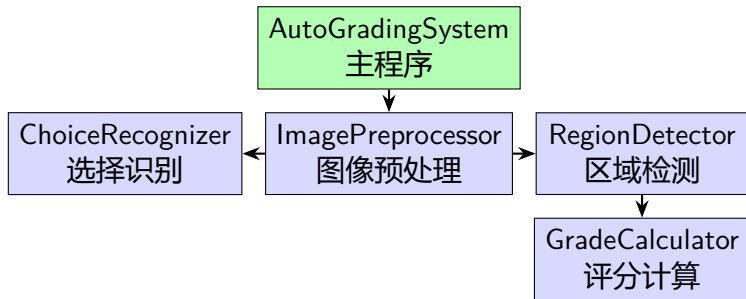 AutoGradingSystem
主程序
ChoiceRecognizer
选择识别
ImagePreprocessor
图像预处理
RegionDetector
区域检测
GradeCalculator
评分计算